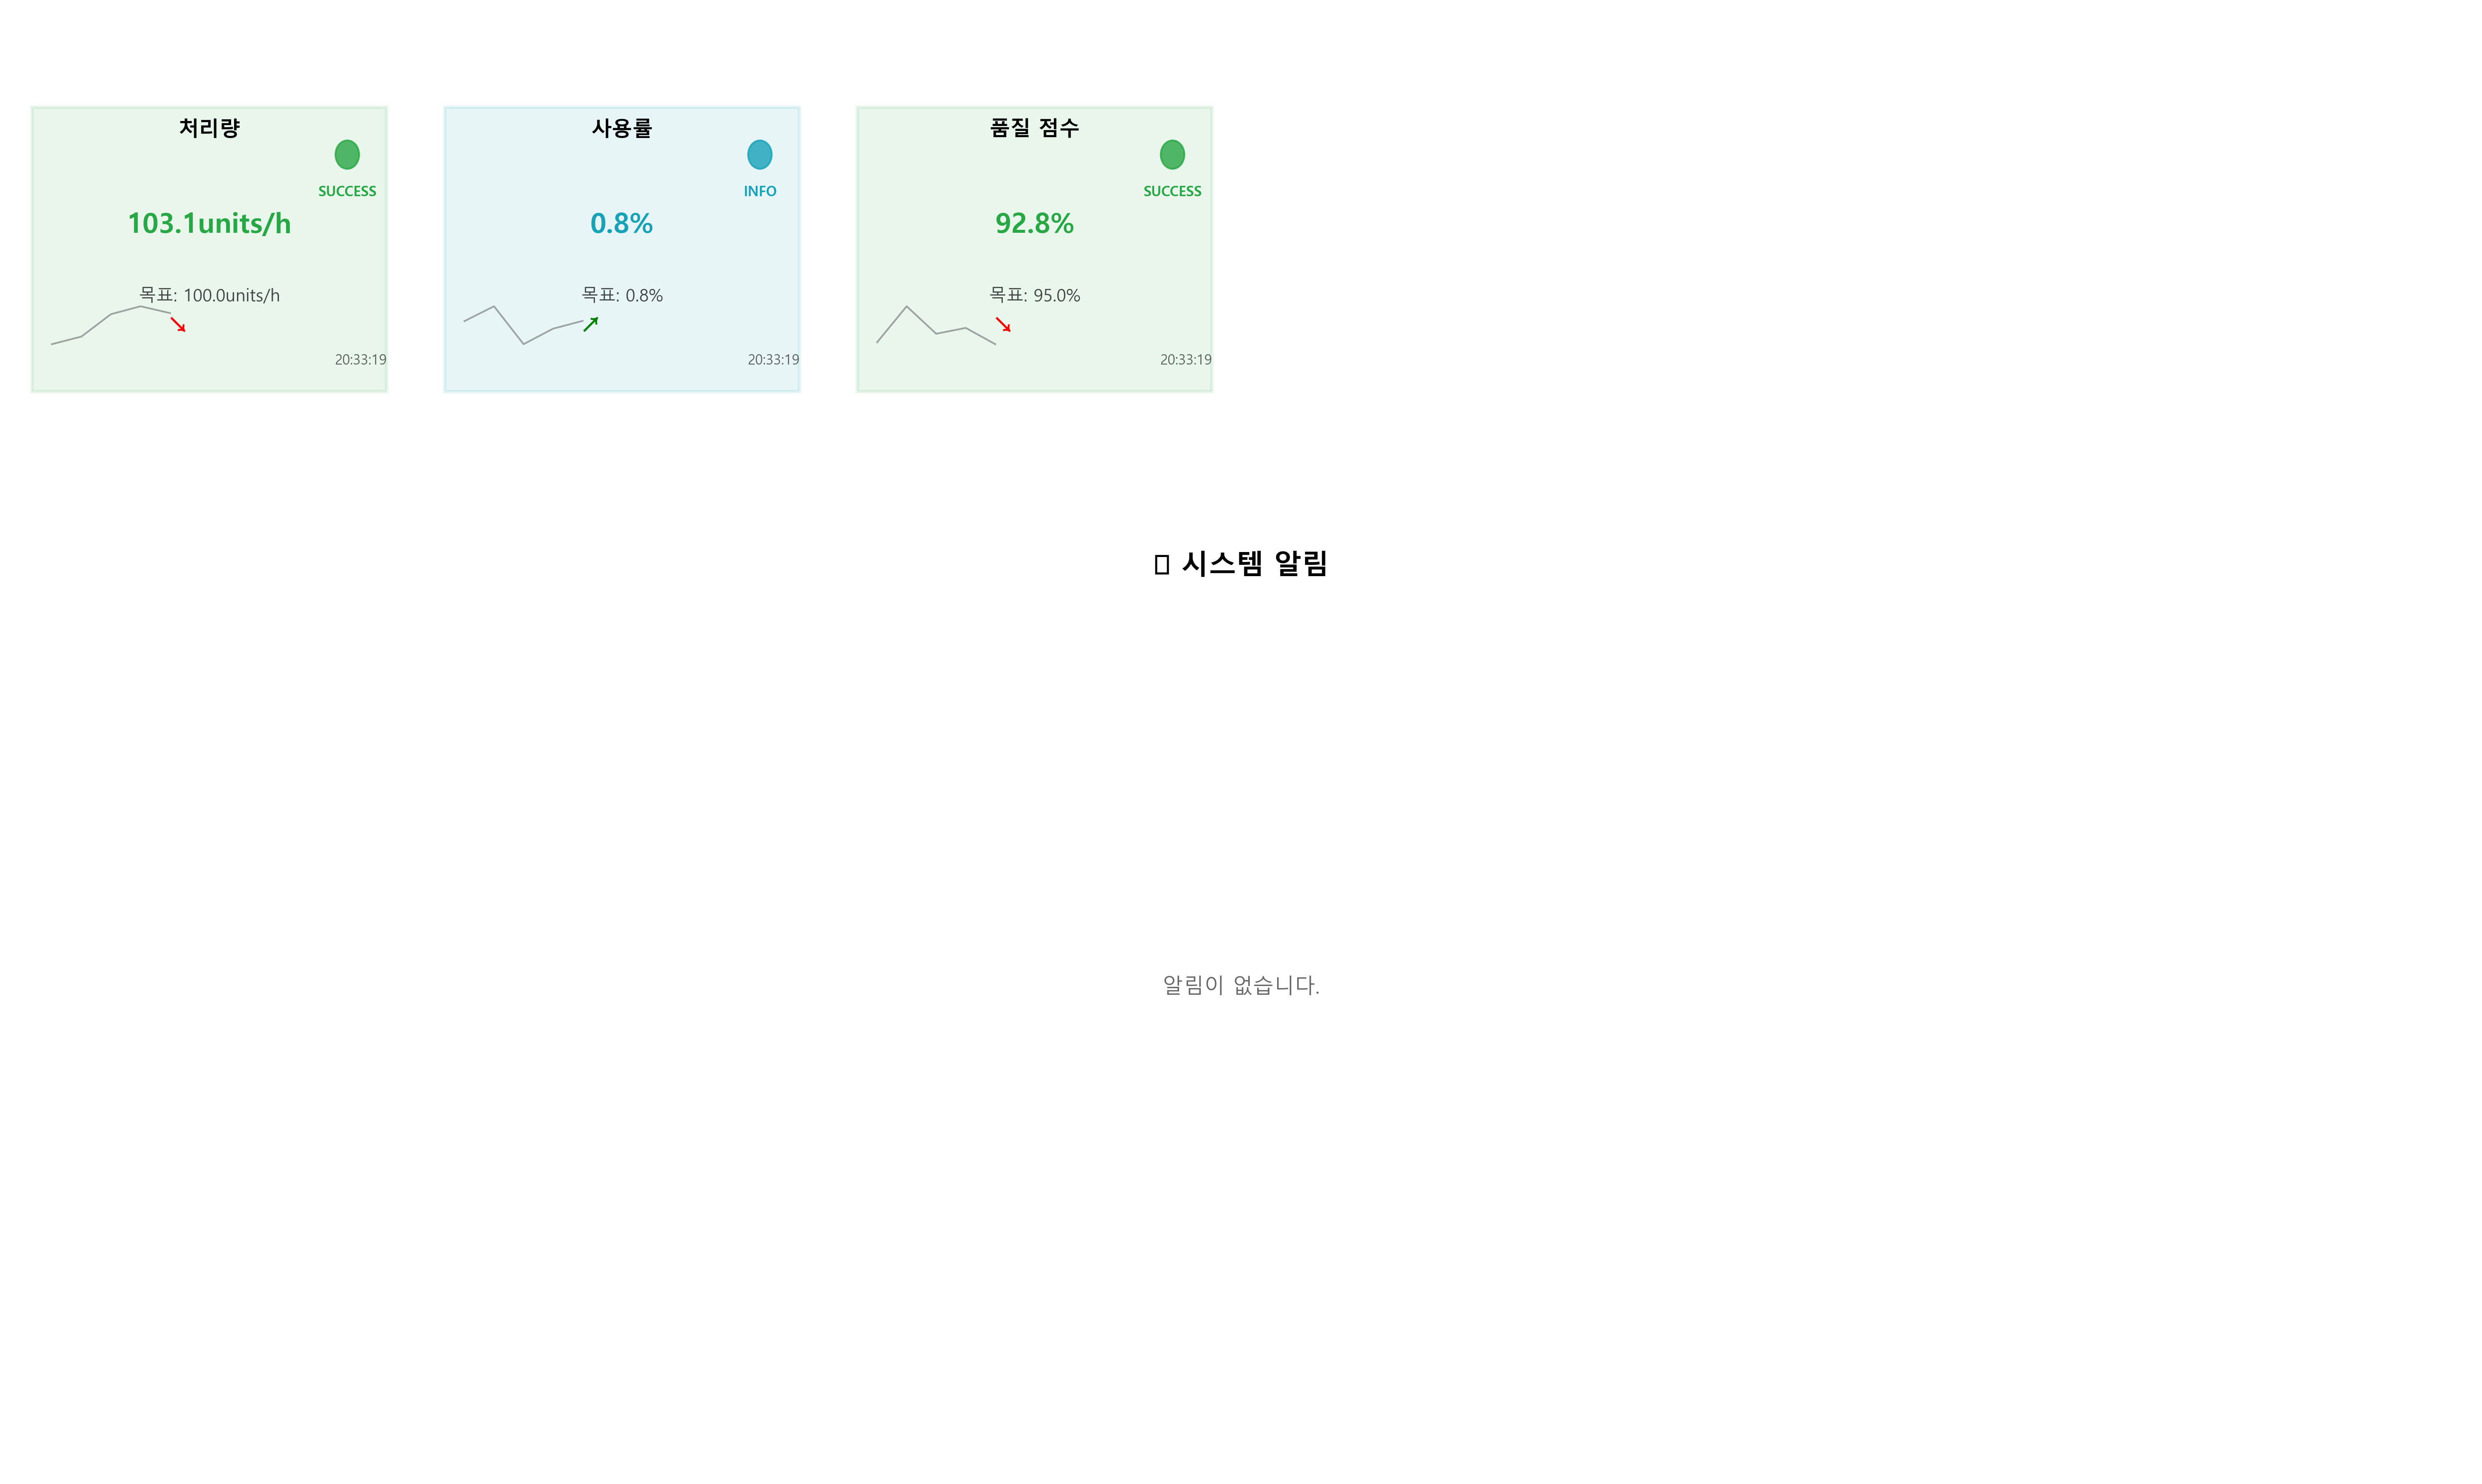 처리량
SUCCESS
103.1units/h
목표: 100.0units/h
20:33:19
사용률
INFO
0.8%
목표: 0.8%
20:33:19
품질 점수
SUCCESS
92.8%
목표: 95.0%
20:33:19
시스템 알림
알림이 없습니다.